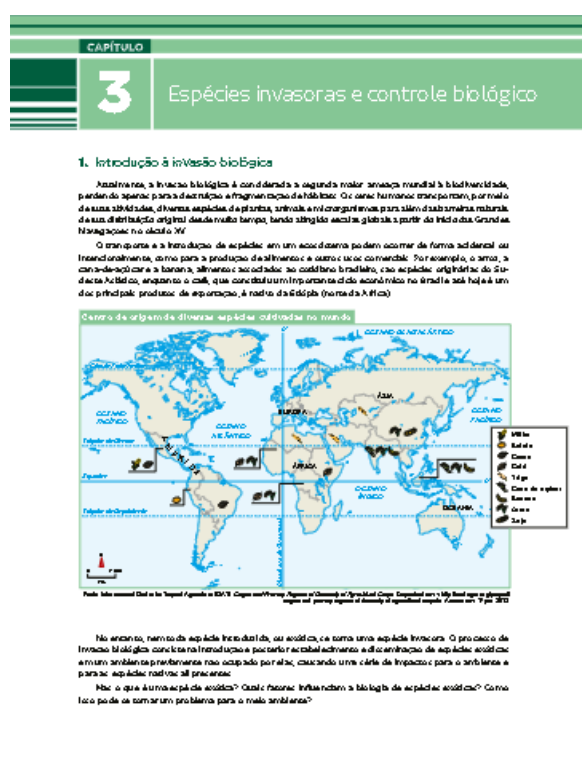 CAPÍTULO
3
Espécies invasoras e controle biológico
1. Introdução à invasão biológica
Atualmente, a invasão biológica é considerada a segunda maior ameaça mundial à biodiversidade,
perdendo apenas para a destruição e fragmentação de hábitats. Os seres humanos transportam, por meio
de suas atividades, diversas espécies de plantas, animais e microrganismos para além das barreiras naturais
de sua distribuição original desde muito tempo, tendo atingido escalas globais a partir do início das Grandes
Navegações no século XV.
O transporte e a introdução de espécies em um ecossistema podem ocorrer de forma acidental ou
intencionalmente, como para a produção de alimentos e outros usos comerciais. Por exemplo, o arroz, a
cana-de-açúcar e a banana, alimentos associados ao cotidiano brasileiro, são espécies originárias do Su-
deste Asiático, enquanto o café, que constituiu um importante ciclo econômico no Brasil e até hoje é um
dos principais produtos de exportação, é nativo da Etiópia (norte da África).
Centro de origem de diversas espécies cultivadas no mundo
OCEANO GLACIAL ÁRTICO
ÁSIA
EUROPA
OCEANO
PACÍFICO
OCEANO
ATLÂNTICO
OCEANO
PACÍFICO
AMÉRICA
Trópico de Câncer
ÁFRICA
Equador
OCEANO
ÍNDICO
Trópico de Capricórnio
OCEANIA
Milho
Batata
Cacau
Café
Trigo
Cana-de-açúcar
Banana
Arroz
Soja
No entanto, nem toda espécie introduzida, ou exótica, se torna uma espécie invasora. O processo de
invasão biológica consiste na introdução e posterior estabelecimento e disseminação de espécies exóticas
em um ambiente previamente não ocupado por elas, causando uma série de impactos para o ambiente e
para as espécies nativas ali presentes.
Mas o que é uma espécie exótica? Quais fatores influenciam a biologia de espécies exóticas? Como
isso pode se tornar um problema para o meio ambiente?